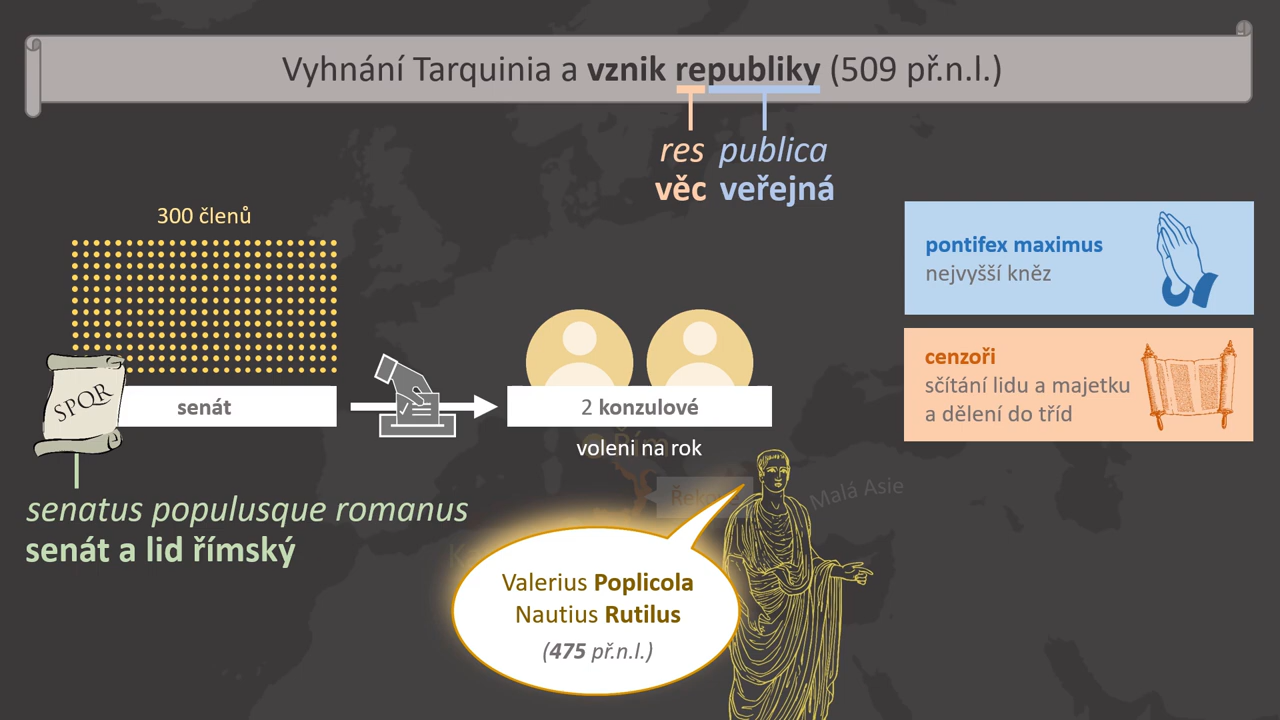 Vyhnání Tarquinia a vznik republiky (509 př.n.l.)
res publica
věc veřejná
300 členů
SPQR
senát
senatus populusque romanus
senát a lid římský
2 konzulové
voleni na rok
Řím
Malá Asie
Valerius Poplicola
Nautius Rutilus
(475 př.n.l.)
pontifex maximus
nejvyšší kněz
cenzoři
sčítání lidu a majetku
a dělení do tříd